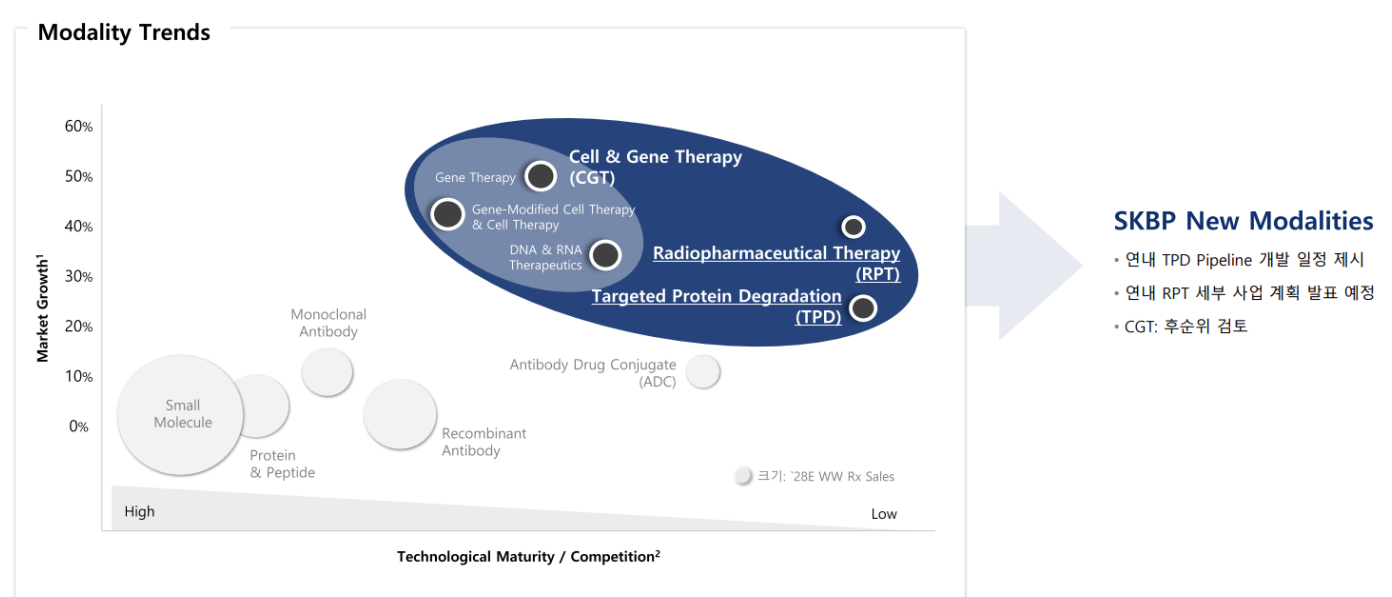 Modality Trends
60%
50%
40%
30%
20%
10%
0%
Market Growth1
Cell & Gene Therapy
(CGT)
Gene Therapy
Gene-Modified Cell Therapy
& Cell Therapy
DNA & RNA
Therapeutics
Radiopharmaceutical Therapy
(RPT)
Targeted Protein Degradation
(TPD)
Monoclonal
Antibody
Antibody Drug Conjugate
(ADC)
Small
Molecule
Recombinant
Antibody
Protein
& Peptide
크기: `28E WW Rx Sales
High
Low
Technological Maturity / Competition2
SKBP New Modalities
• 연내 TPD Pipeline 개발 일정 제시
• 연내 RPT 세부 사업 계획 발표 예정
• CGT: 후순위 검토